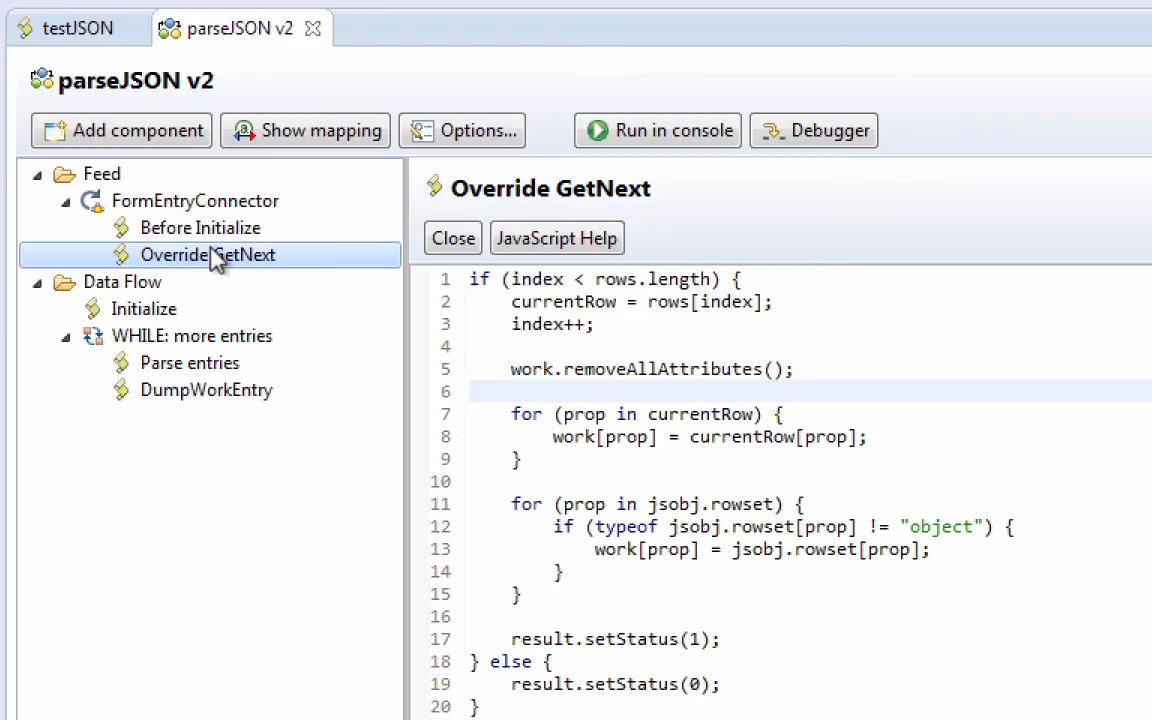 testJSON
parseJSON v2
parseJSON v2
Add component
Show mapping
Options...
Run in console
Debugger
Feed
FormEntryConnector
Before Initialize
Override GetNext
Data Flow
Initialize
WHILE: more entries
Parse entries
DumpWorkEntry
Override GetNext
Close
JavaScript Help
1 if (index < rows.length) {
2 currentRow = rows[index];
3 index++;
4
5 work.removeAllAttributes();
6
7 for (prop in currentRow) {
8 work[prop] = currentRow[prop];
9 }
10
11 for (prop in jsobj.rowset) {
12 if (typeof jsobj.rowset[prop] != "object") {
13 work[prop] = jsobj.rowset[prop];
14 }
15 }
16
17 result.setStatus(1);
18 } else {
19 result.setStatus(0);
20 }